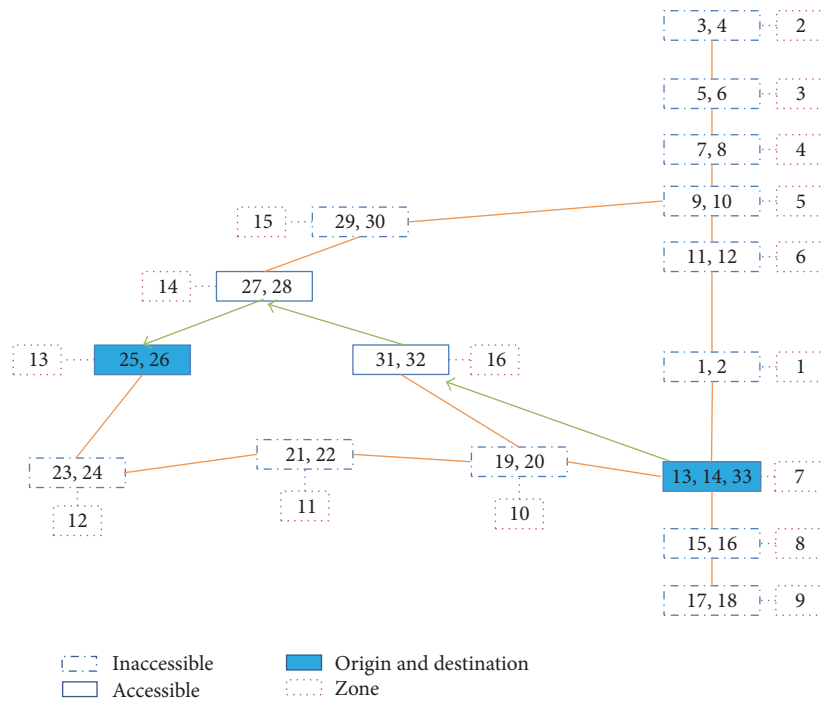 3, 4 2
5, 6 3
7, 8 4
9, 10 5
15 29, 30
11, 12 6
14 27, 28
13 25, 26 31, 32 16 1, 2 1
21, 22
19, 20
23, 24
13, 14, 33 7
11
10
12
15, 16 8
17, 18 9
Inaccessible Origin and destination
Accessible Zone